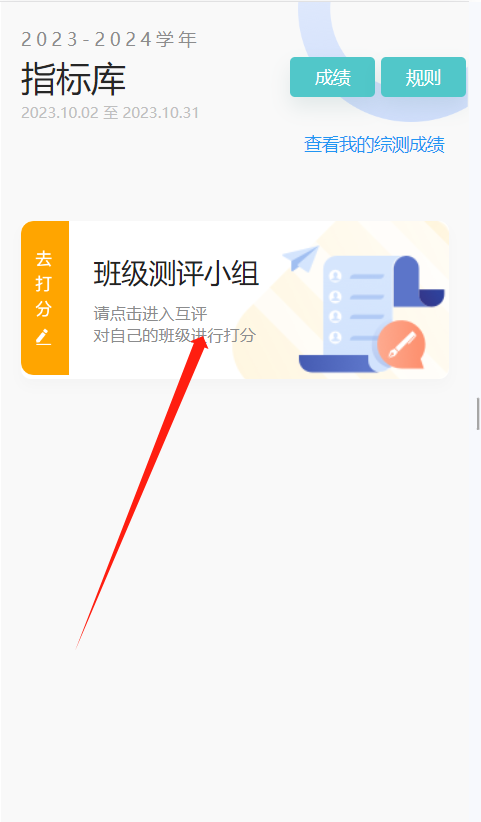 2023-2024学年
指标库
2023.10.02 至 2023.10.31
成绩
规则
查看我的综测成绩
去打分
班级测评小组
请点击进入互评
对自己的班级进行打分